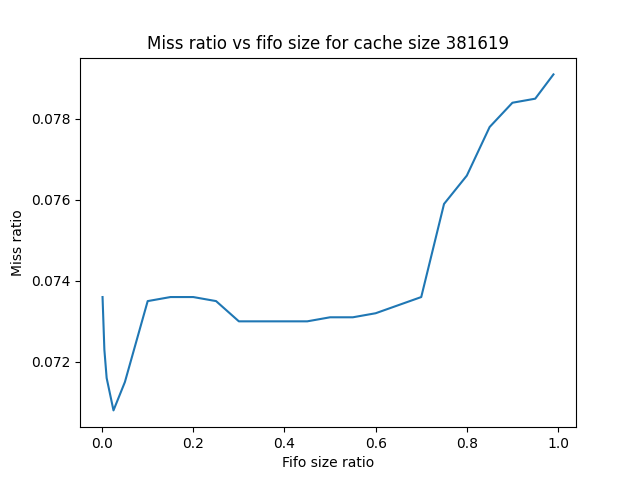 Miss ratio vs fifo size for cache size 381619
0.078
0.076
0.074
0.072
Miss ratio
0.0 0.2 0.4 0.6 0.8 1.0
Fifo size ratio